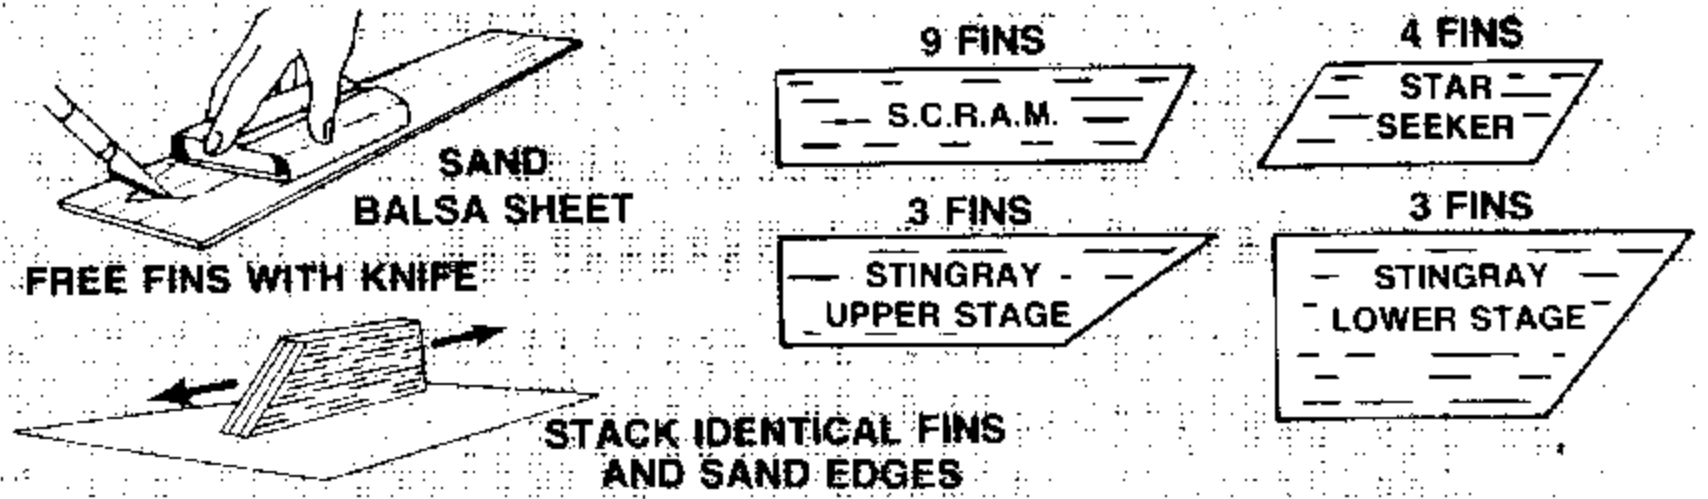 SAND
BALSA SHEET
FREE FINS WITH KNIFE
STACK IDENTICAL FINS
AND SAND EDGES
9 FINS
S.C.R.A.M.
4 FINS
STAR
SEEKER
3 FINS
STINGRAY
UPPER STAGE
3 FINS
STINGRAY
LOWER STAGE